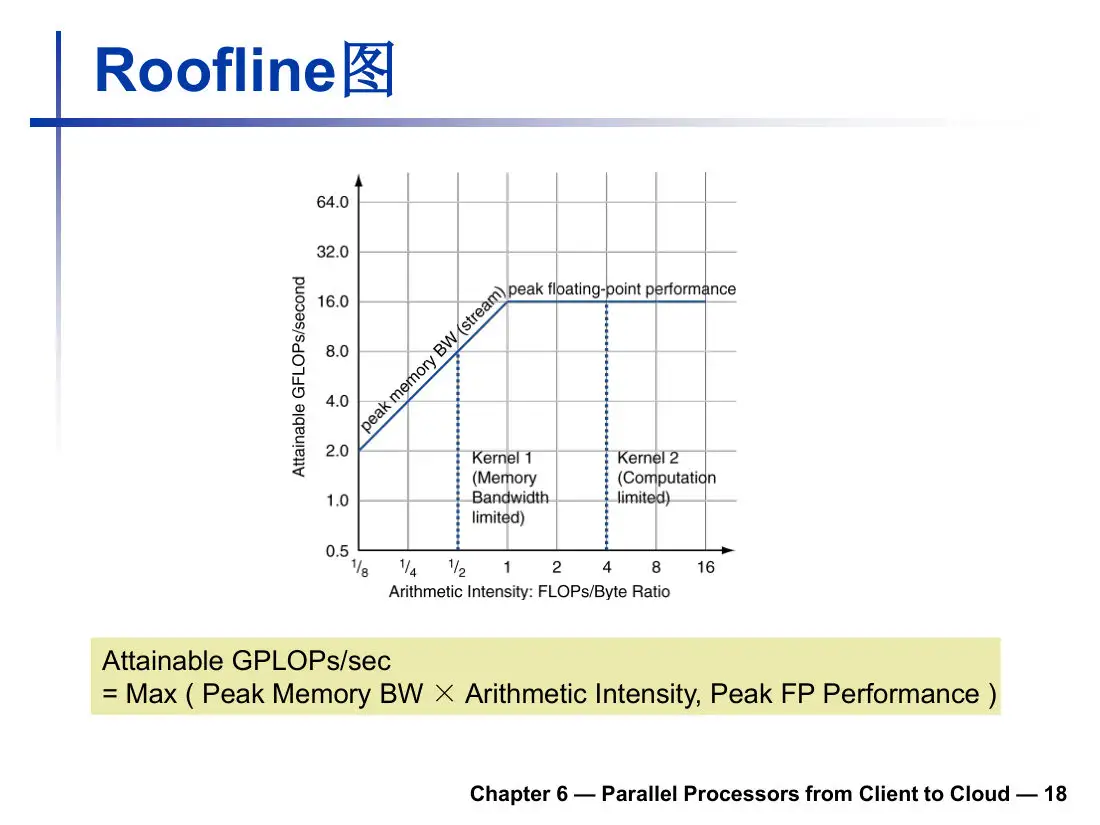 Roofline图
64.0
32.0
16.0
8.0
4.0
2.0
1.0
0.5
Attainable GFLOPs/second
peak memory BW (stream)
peak floating-point performance
Kernel 1
(Memory
Bandwidth
limited)
Kernel 2
(Computation
limited)
1/8 1/4 1/2 1 2 4 8 16
Arithmetic Intensity: FLOPs/Byte Ratio
Attainable GPLOPs/sec
= Max ( Peak Memory BW × Arithmetic Intensity, Peak FP Performance )
Chapter 6 — Parallel Processors from Client to Cloud — 18